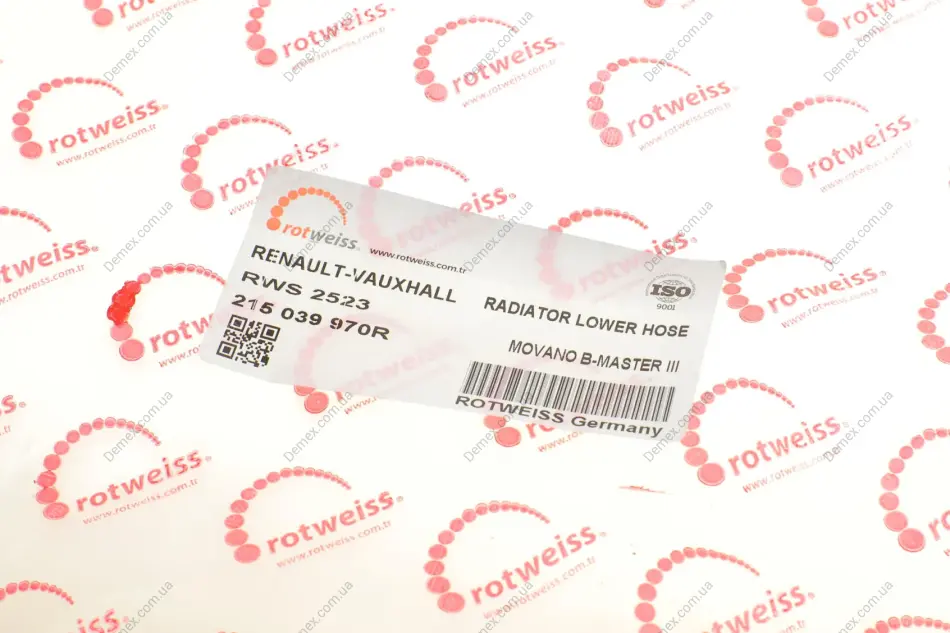 rotweiss.
www.rotweiss.com.tr
RENAULT-VAUXHALL
RWS 2523
215 039 970R
RADIATOR LOWER HOSE
ISO
9001
MOVANO B-MASTER III
ROTWEISS Germany
rotweiss
www.rotweiss.com.tr
Demex.com.ua